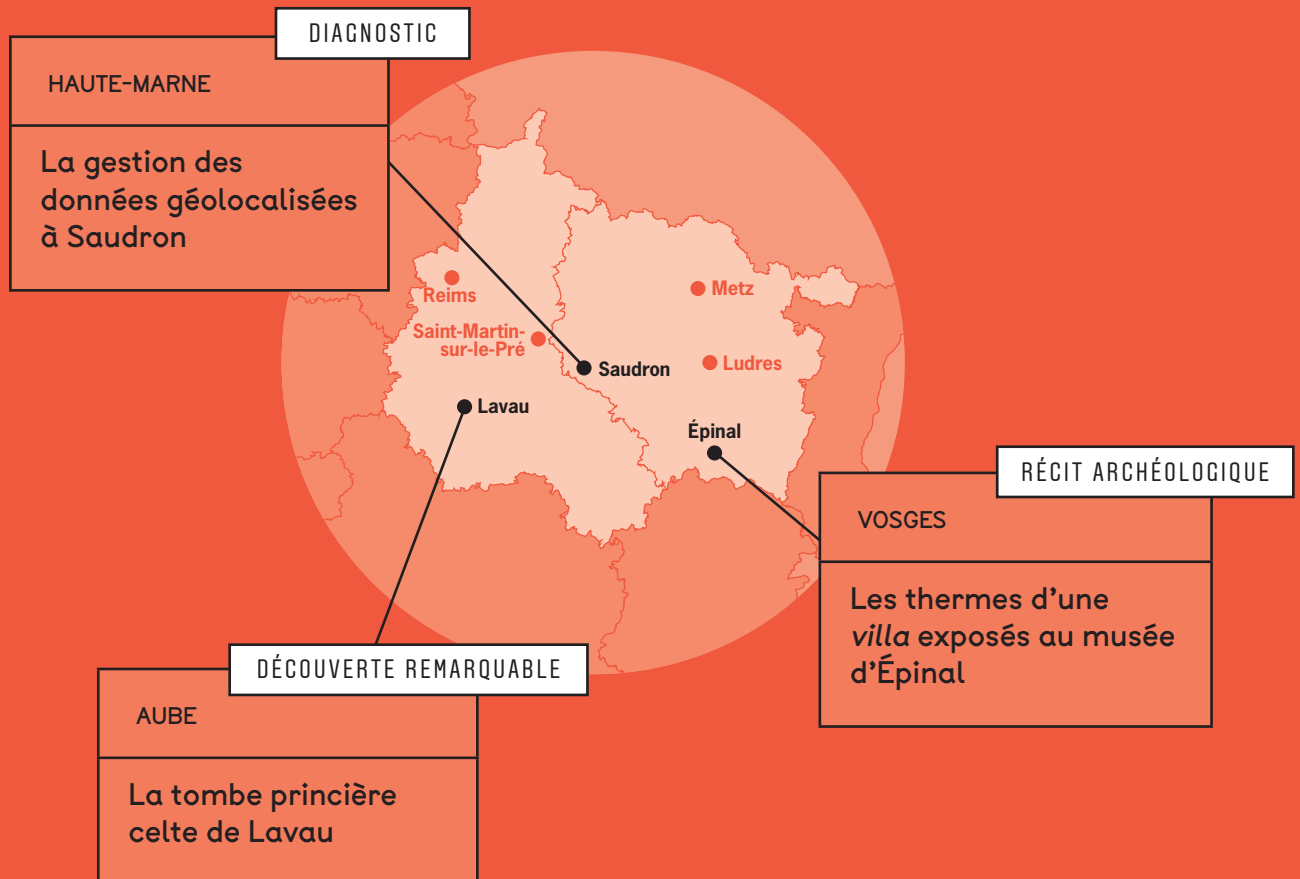 DIAGNOSTIC
HAUTE-MARNE
La gestion des
données géolocalisées
à Saudron
Reims
Metz
Saint-Martin-
sur-le-Pré
Saudron
Ludres
Lavau
Épinal
RÉCIT ARCHÉOLOGIQUE
VOSGES
Les thermes d’une
villa exposés au musée
d’Épinal
DÉCOUVERTE REMARQUABLE
AUBE
La tombe princière
celte de Lavau